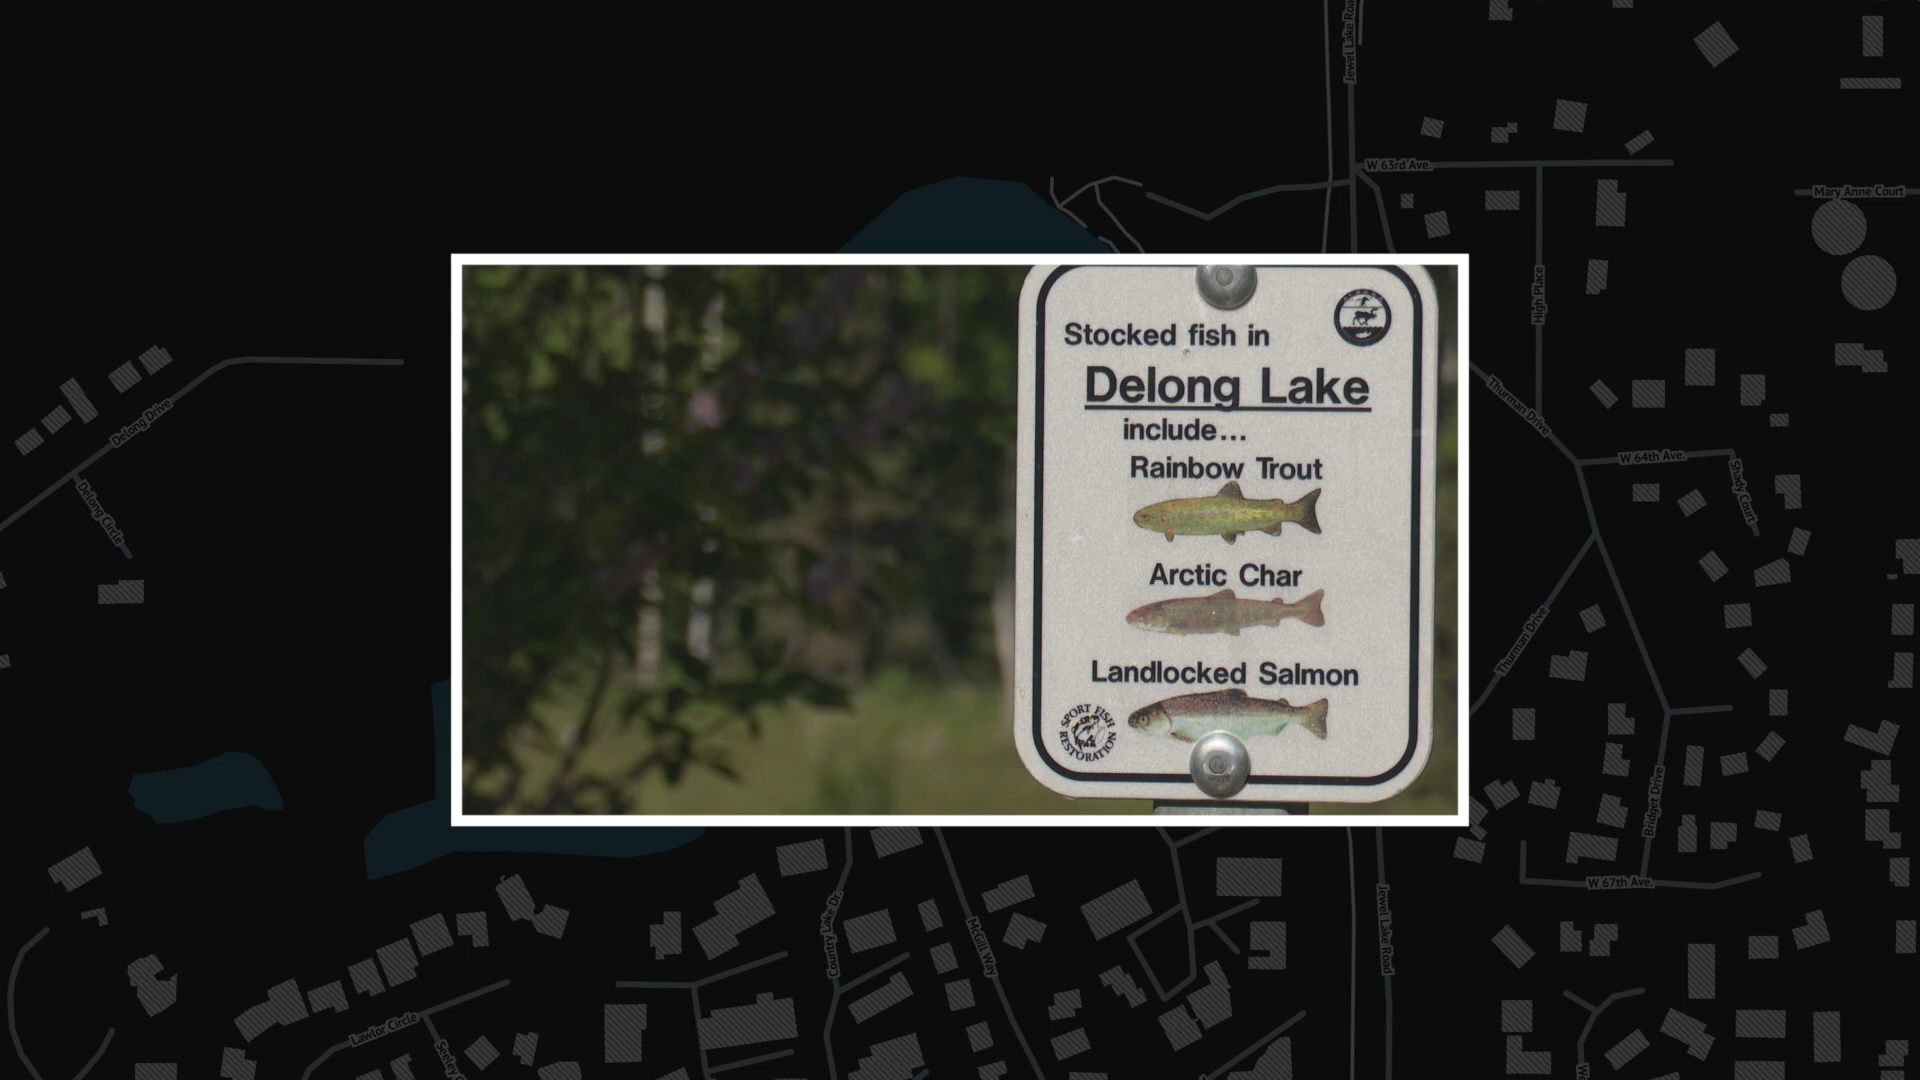 Jewel Lake Road
W 63rd Ave.
Mary Anne Court
High Place
Delong Drive
Delong Circle
Thurman Drive
W 64th Ave.
Shady Court
Thurman Drive
Bridget Drive
W 67th Ave.
Country Lake Dr.
McGill Way
Jewel Lake Road
Lawlor Circle
Seeley
Stocked fish in
Delong Lake
include...
Rainbow Trout
Arctic Char
Landlocked Salmon
SPORT FISH
RESTORATION